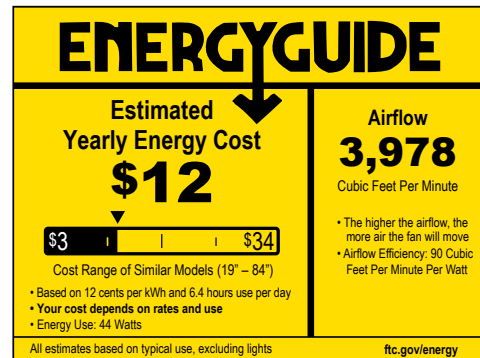 ENERGYGUIDE
Estimated
Yearly Energy Cost
$12
$3
$34
Cost Range of Similar Models (19” – 84”)
• Based on 12 cents per kWh and 6.4 hours use per day
• Your cost depends on rates and use
• Energy Use: 44 Watts
Airflow
3,978
Cubic Feet Per Minute
• The higher the airflow, the
more air the fan will move
• Airflow Efficiency: 90 Cubic
Feet Per Minute Per Watt
All estimates based on typical use, excluding lights
ftc.gov/energy